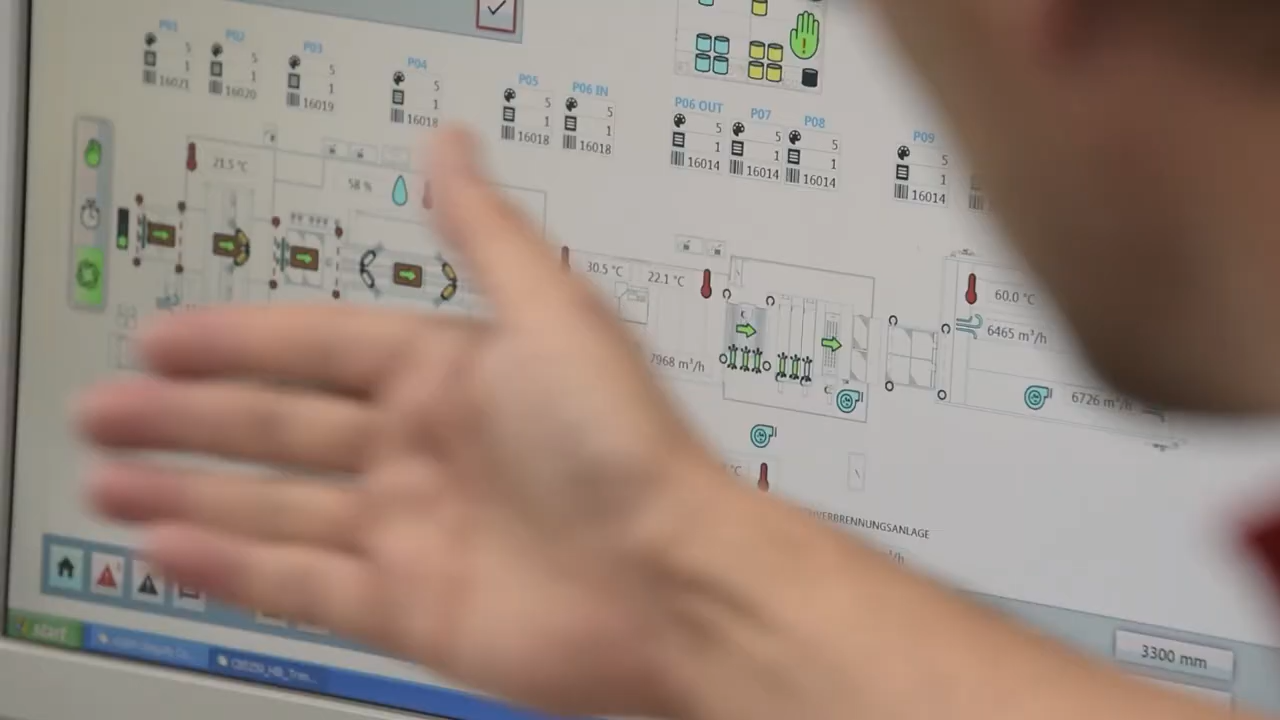 P01
5
1
16021
P02
5
1
16020
P03
5
1
16019
P04
5
1
16018
P05
5
1
16018
P06 IN
5
1
16018
P06 OUT
5
1
16014
P07
5
1
16014
P08
5
1
16014
P09
5
1
16014
21.5 °C
58 %
30.5 °C
22.1 °C
7968 m³/h
60.0 °C
6465 m³/h
6726 m³/h
°C
VERBRENNUNGSANLAGE
/h
start
3300 mm